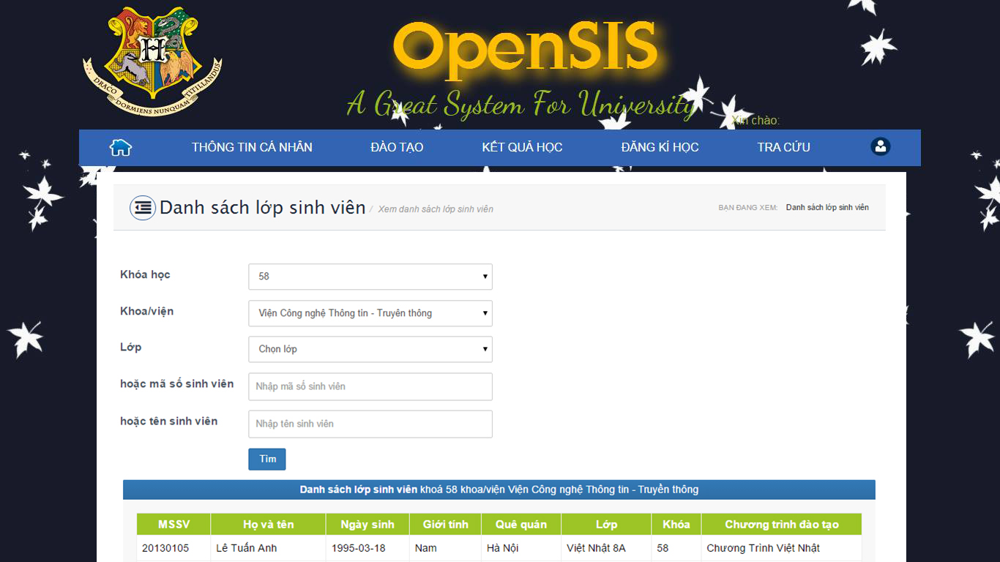 DRACO DORMIENS NUNQUAM TITILLANDUS
OpenSIS
A Great System For University
Xin chào:
THÔNG TIN CÁ NHÂN ĐÀO TẠO KẾT QUẢ HỌC ĐĂNG KÍ HỌC TRA CỨU
Danh sách lớp sinh viên / Xem danh sách lớp sinh viên BẠN ĐANG XEM: Danh sách lớp sinh viên
Khóa học 58
Khoa/viện Viện Công nghệ Thông tin - Truyên thông
Lớp Chọn lớp
hoặc mã số sinh viên Nhập mã số sinh viên
hoặc tên sinh viên Nhập tên sinh viên
Tìm
Danh sách lớp sinh viên khoá 58 khoa/viện Viện Công nghệ Thông tin - Truyền thông
MSSV Họ và tên Ngày sinh Giới tính Quê quán Lớp Khóa Chương trình đào tạo
20130105 Lê Tuấn Anh 1995-03-18 Nam Hà Nội Việt Nhật 8A 58 Chương Trình Việt Nhật